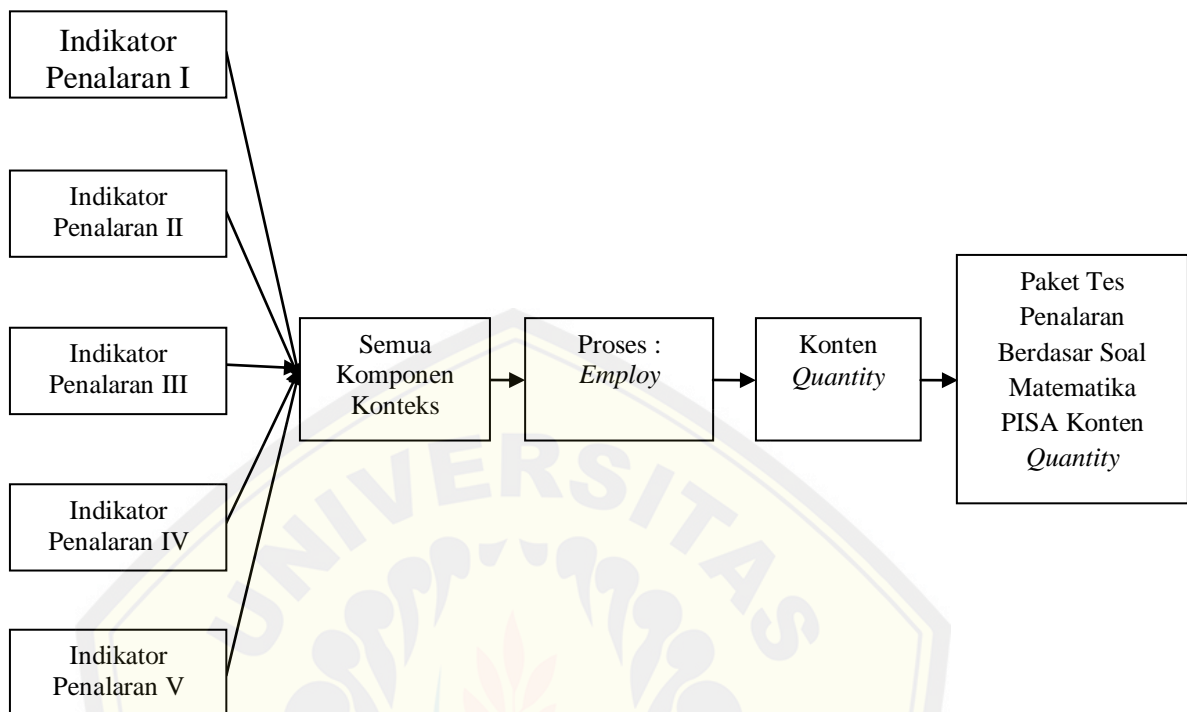 Indikator
Penalaran I
Indikator
Penalaran II
Indikator
Penalaran III
Indikator
Penalaran IV
Indikator
Penalaran V
Semua
Komponen
Konteks
Proses :
Employ
Konten
Quantity
Paket Tes
Penalaran
Berdasar Soal
Matematika
PISA Konten
Quantity
UNIVERSITAS